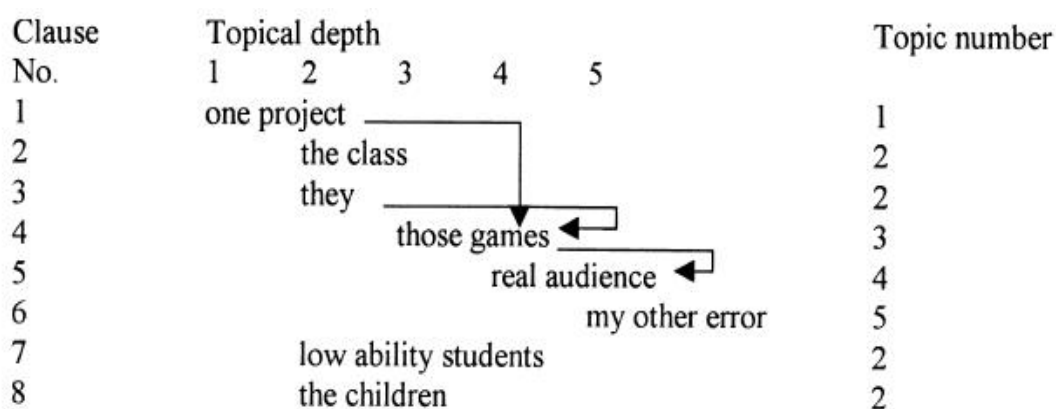 Clause Topical depth Topic number
No. 1 2 3 4 5
1 one project 1
2 the class 2
3 they 2
4 those games 3
5 real audience 4
6 my other error 5
7 low ability students 2
8 the children 2